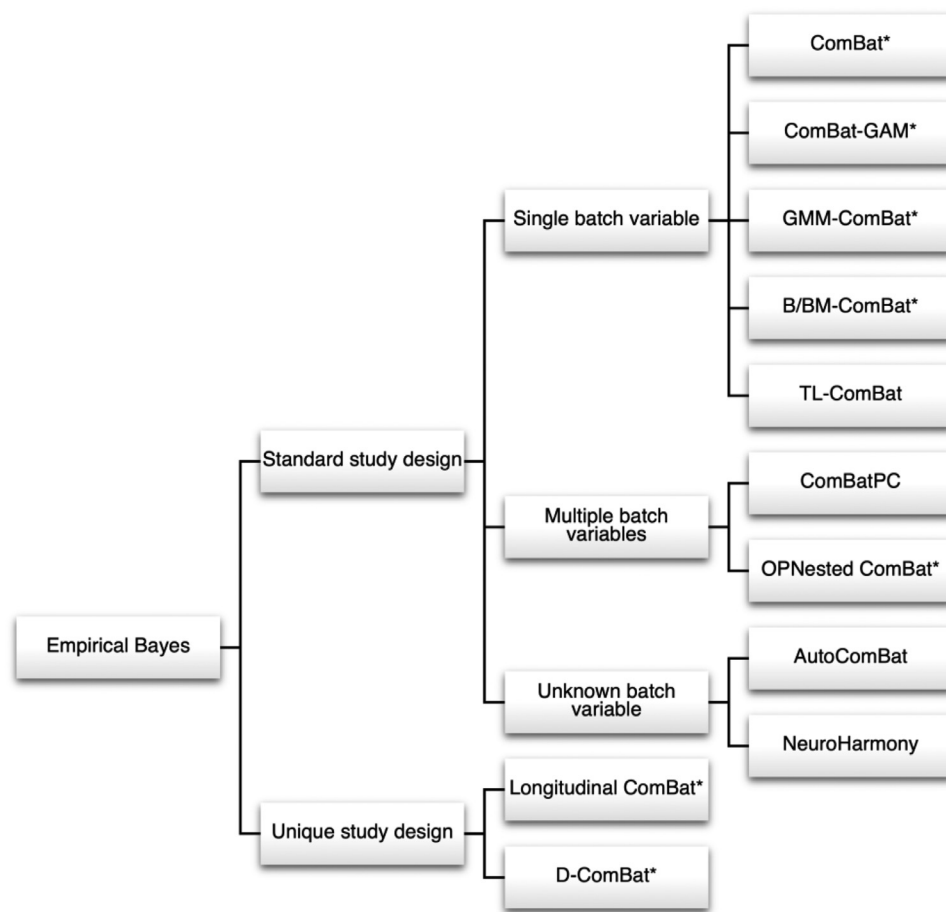 ComBat*
ComBat-GAM*
Single batch variable
GMM-ComBat*
B/BM-ComBat*
TL-ComBat
Standard study design
ComBatPC
Multiple batch
variables
OPNested ComBat*
Empirical Bayes
AutoComBat
Unknown batch
variable
NeuroHarmony
Longitudinal ComBat*
Unique study design
D-ComBat*